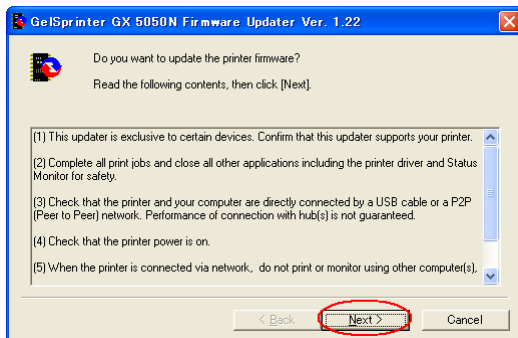 GelSprinter GX 5050N Firmware Updater Ver. 1.22
Do you want to update the printer firmware?
Read the following contents, then click [Next].
(1) This updater is exclusive to certain devices. Confirm that this updater supports your printer.
(2) Complete all print jobs and close all other applications including the printer driver and Status
Monitor for safety.
(3) Check that the printer and your computer are directly connected by a USB cable or a P2P
(Peer to Peer) network. Performance of connection with hub(s) is not guaranteed.
(4) Check that the printer power is on.
(5) When the printer is connected via network,  do not print or monitor using other computer(s),
< Back
Next >
Cancel